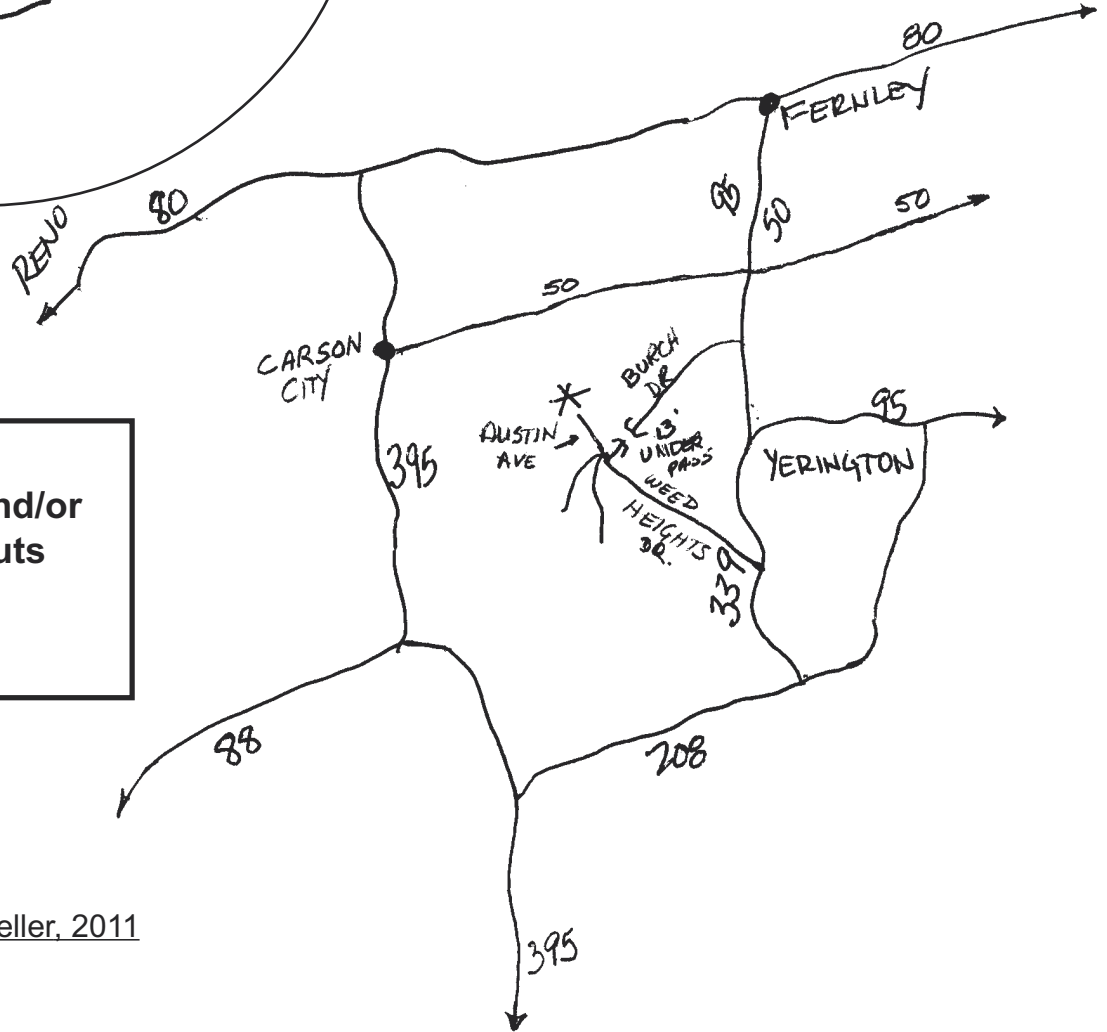 80
FERNLEY
95
50
50
RENO
80
50
CARSON
CITY
BURCH
DR
AUSTIN
AVE
13'
UNDER
PASS
95
YERINGTON
395
WEED
HEIGHTS
DR.
339
nd/or
uts
88
208
eller, 2011
395